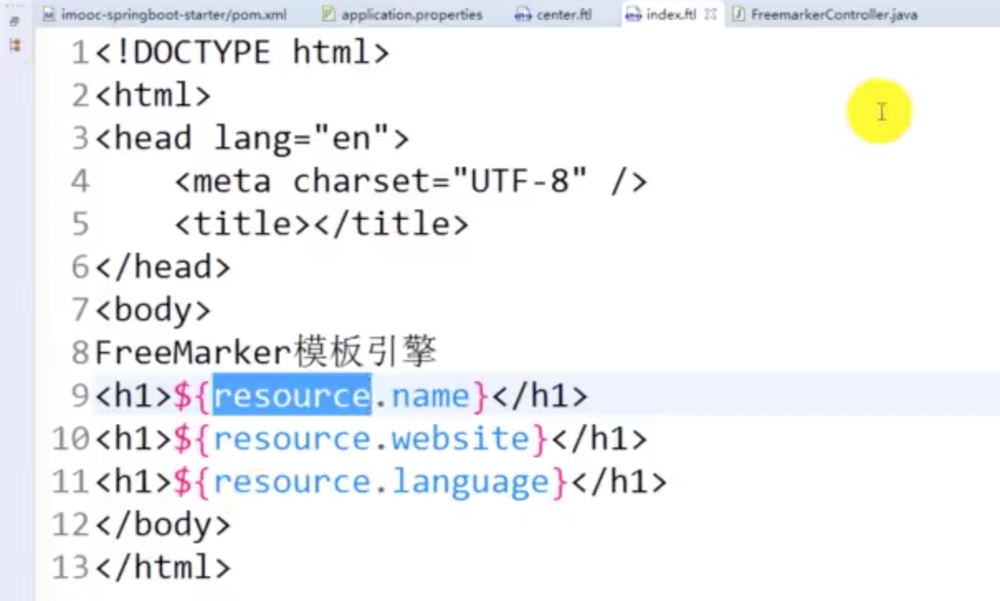 imooc-springboot-starter/pom.xml application.properties center.ftl index.ftl FreemarkerController.java
1<!DOCTYPE html>
2<html>
3<head lang="en">
4    <meta charset="UTF-8" />
5    <title></title>
6</head>
7<body>
8FreeMarker模板引擎
9<h1>${resource.name}</h1>
10<h1>${resource.website}</h1>
11<h1>${resource.language}</h1>
12</body>
13</html>